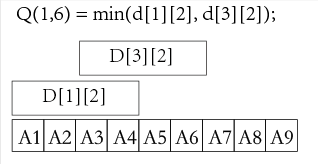 Q(1,6) = min(d[1][2], d[3][2]);
D[3][2]
D[1][2]
A1 A2 A3 A4 A5 A6 A7 A8 A9